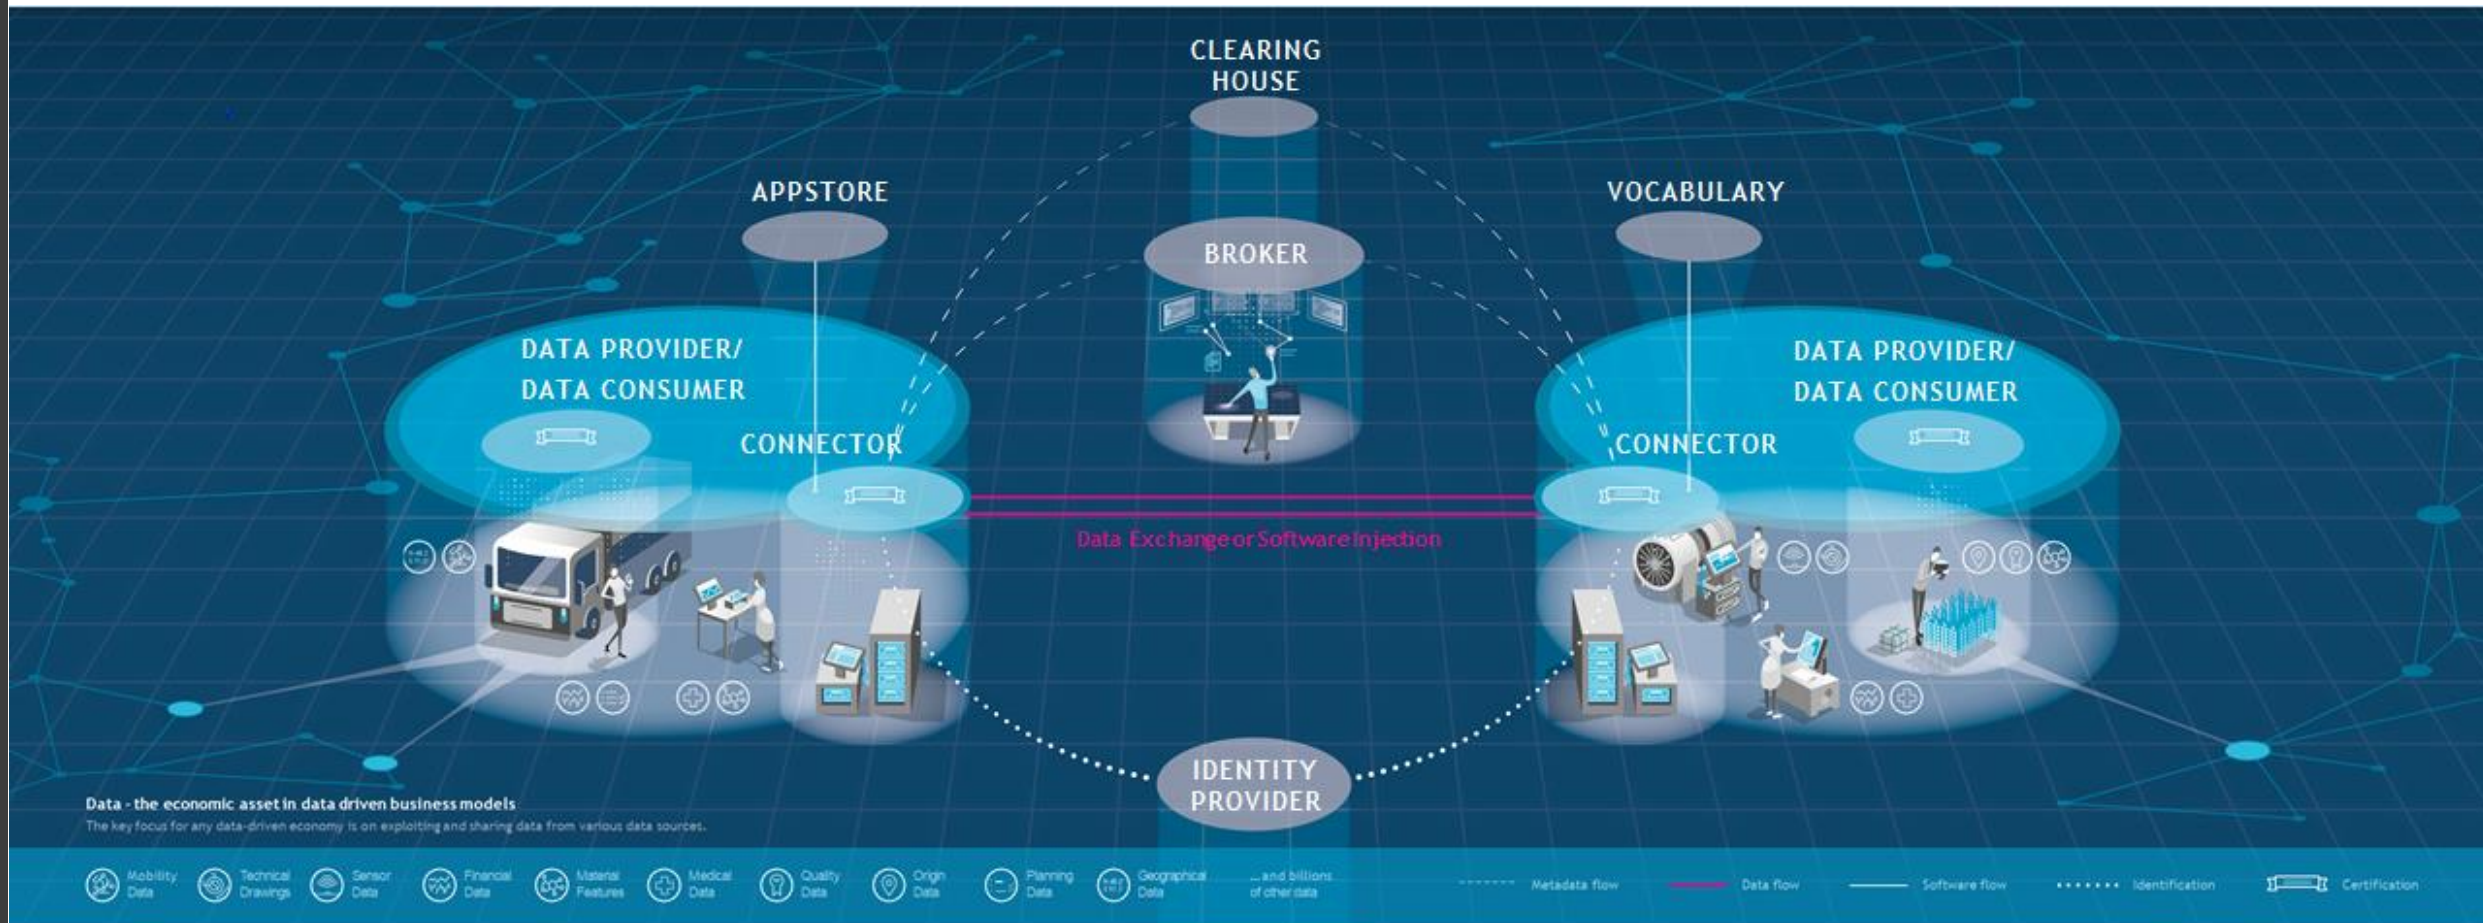 CLEARING
HOUSE
APPSTORE
VOCABULARY
BROKER
DATA PROVIDER/
DATA CONSUMER
DATA PROVIDER/
DATA CONSUMER
CONNECTOR
CONNECTOR
Data Exchange or Software Injection
IDENTITY
PROVIDER
Data - the economic asset in data driven business models
The key focus for any data-driven economy is on exploiting and sharing data from various data sources.
Mobility
Data
Technical
Drawings
Sensor
Data
Financial
Data
Material
Features
Medical
Data
Quality
Data
Origin
Data
Planning
Data
Geographical
Data
...and billions
of other data
Metadata flow
Data flow
Software flow
Identification
Certification